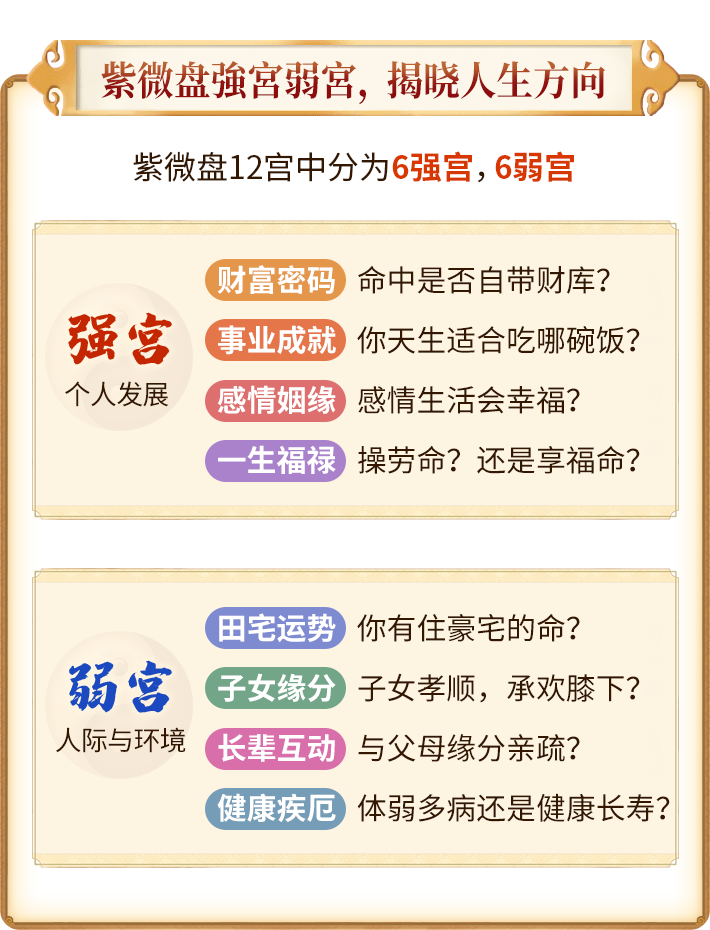 紫微盘強宮弱宮，揭晓人生方向
紫微盘12宫中分为6强宫，6弱宫
强宫
个人发展
财富密码 命中是否自带财库？
事业成就 你天生适合吃哪碗饭？
感情姻缘 感情生活会幸福？
一生福禄 操劳命？还是享福命？
弱宫
人际与环境
田宅运势 你有住豪宅的命？
子女缘分 子女孝顺，承欢膝下？
长辈互动 与父母缘分亲疏？
健康疾厄 体弱多病还是健康长寿？